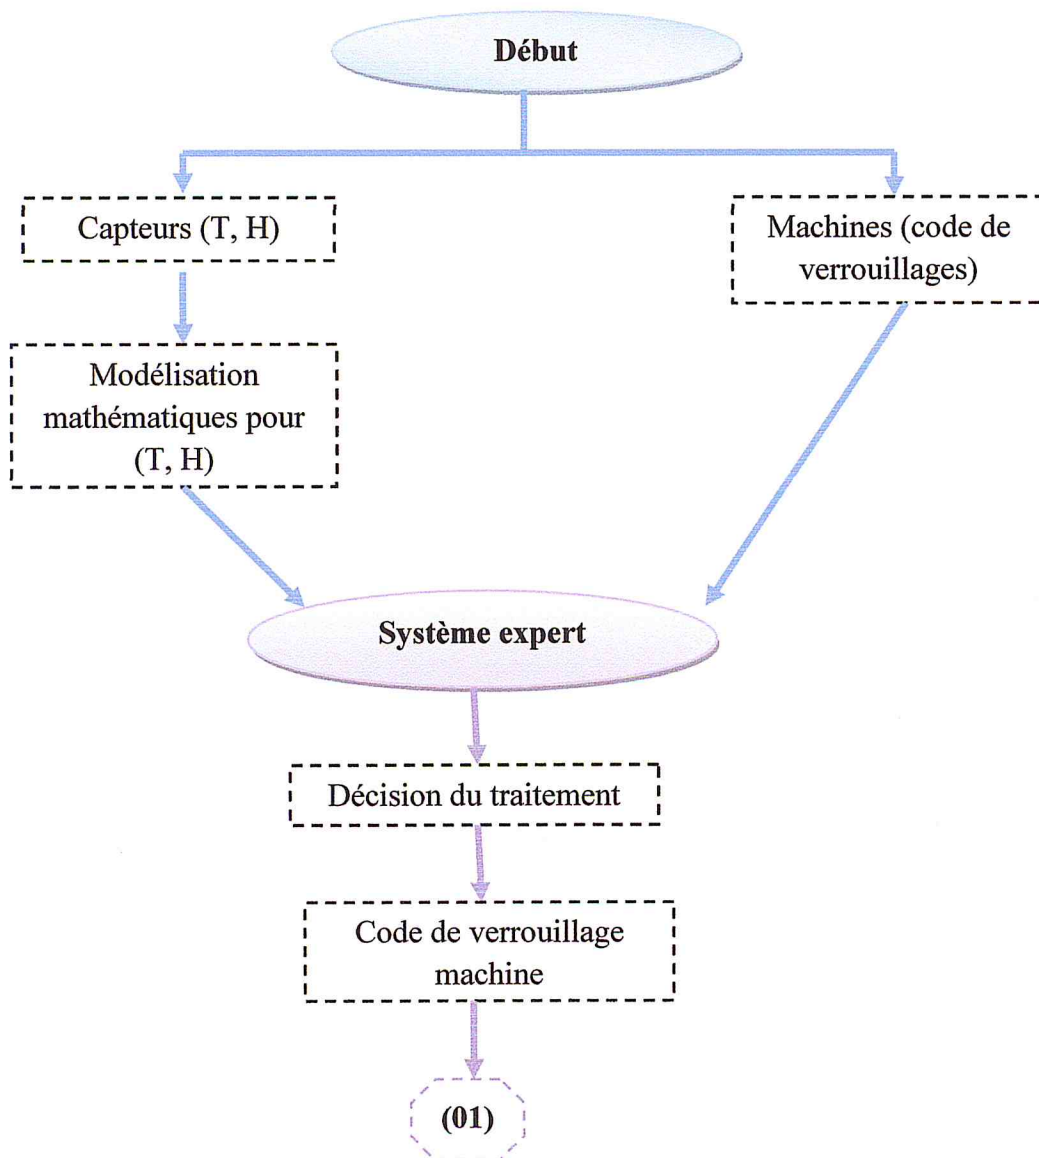 Début
Capteurs (T, H)
Machines (code de
verrouillages)
Modélisation
mathématiques pour
(T, H)
Système expert
Décision du traitement
Code de verrouillage
machine
(01)